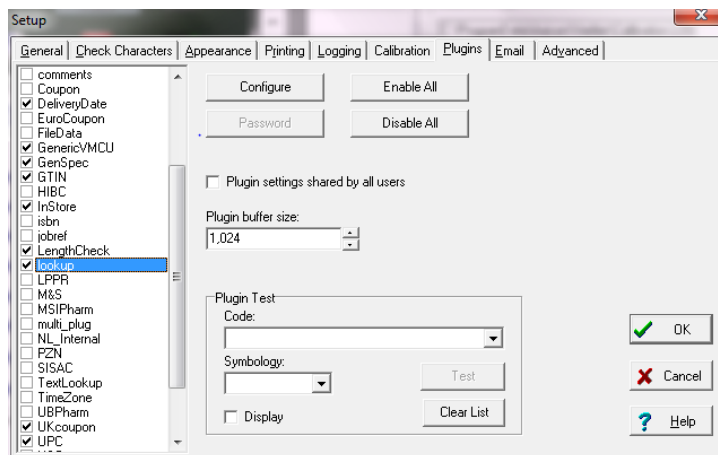 Setup
General
Check Characters
Appearance
Printing
Logging
Calibration
Plugins
Email
Advanced
comments
Coupon
DeliveryDate
EuroCoupon
FileData
GenericVMCU
GenSpec
GTIN
HIBC
InStore
isbn
jobref
LengthCheck
lookup
LPPR
M&S
MSIPharm
multi_plug
NL_Internal
PZN
SISAC
TextLookup
TimeZone
UBPharm
UKcoupon
UPC
Configure
Enable All
Password
Disable All
Plugin settings shared by all users
Plugin buffer size:
1,024
Plugin Test
Code:
Symbology:
Test
Display
Clear List
OK
Cancel
Help